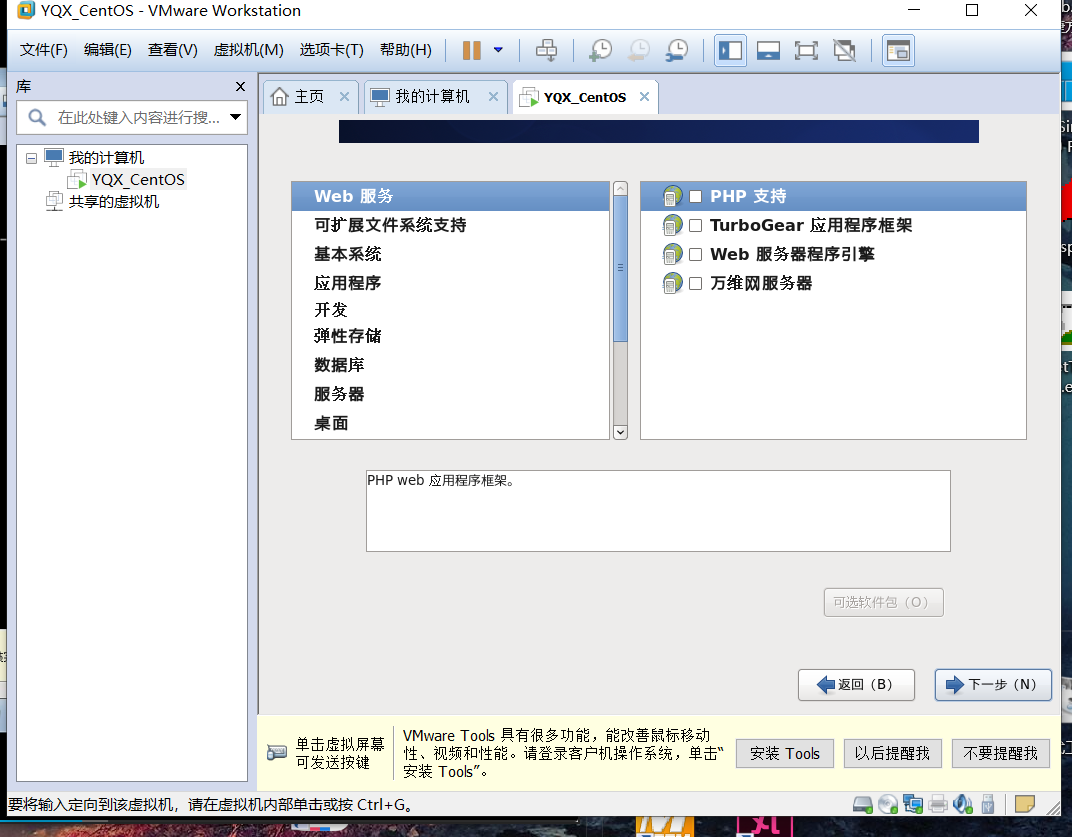 YQX_CentOS - VMware Workstation
文件(F) 编辑(E) 查看(V) 虚拟机(M) 选项卡(T) 帮助(H)
库
主页 我的计算机 YQX_CentOS
在此处键入内容进行搜...
我的计算机
YQX_CentOS
共享的虚拟机
Web 服务
可扩展文件系统支持
基本系统
应用程序
开发
弹性存储
数据库
服务器
桌面
PHP 支持
TurboGear 应用程序框架
Web 服务器程序引擎
万维网服务器
PHP web 应用程序框架。
可选软件包（O）
返回（B）
下一步（N）
单击虚拟屏幕
可发送按键
VMware Tools 具有很多功能，能改善鼠标移动
性、视频和性能。请登录客户机操作系统，单击“
安装 Tools”。
安装 Tools
以后提醒我
不要提醒我
要将输入定向到该虚拟机，请在虚拟机内部单击或按 Ctrl+G。